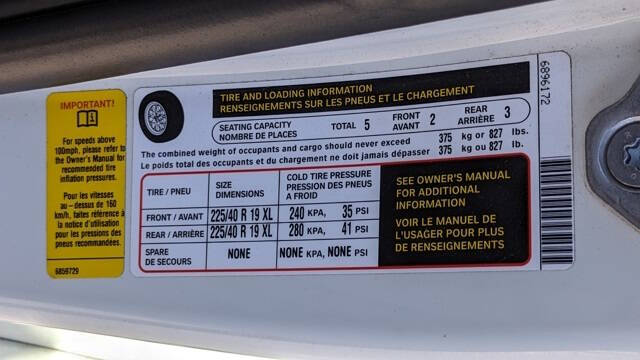 IMPORTANT!
For speeds above
100mph, please refer to
the Owner's Manual for
recommended tire
inflation pressures.
Pour les vitesses
au - dessus de 160
km/h, faites référence à
la notice d'utilisation
pour les pressions des
pneus recommandées.
6859729
TIRE AND LOADING INFORMATION
RENSEIGNEMENTS SUR LES PNEUS ET LE CHARGEMENT
SEATING CAPACITY
NOMBRE DE PLACES
TOTAL 5
FRONT
AVANT 2
REAR
ARRIÈRE 3
The combined weight of occupants and cargo should never exceed 375 kg or 827 lbs.
Le poids total des occupants et du chargement ne doit jamais dépasser 375 kg ou 827 lb.
TIRE / PNEU
SIZE
DIMENSIONS
COLD TIRE PRESSURE
PRESSION DES PNEUS
A FROID
FRONT / AVANT 225/40 R 19 XL 240 KPA, 35 PSI
REAR / ARRIÈRE 225/40 R 19 XL 280 KPA, 41 PSI
SPARE
DE SECOURS
NONE NONE KPA, NONE PSI
SEE OWNER'S MANUAL
FOR ADDITIONAL
INFORMATION
VOIR LE MANUEL DE
L'USAGER POUR PLUS
DE RENSEIGNEMENTS
6896172